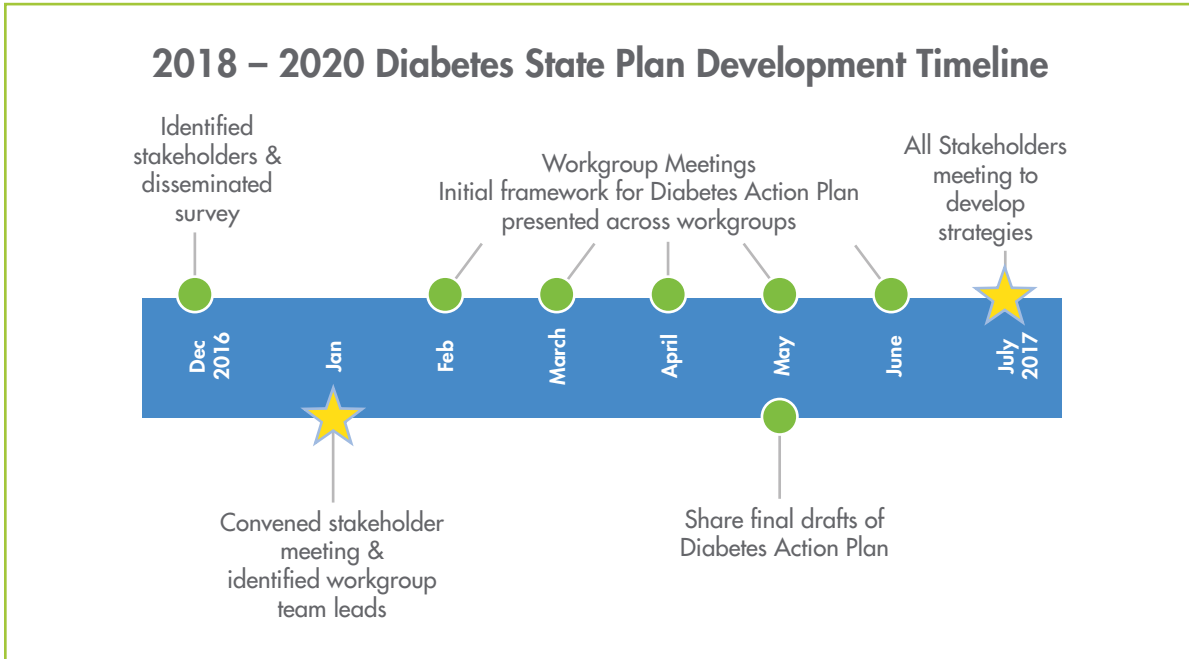 2018 – 2020 Diabetes State Plan Development Timeline
Identified
stakeholders &
disseminated
survey
Workgroup Meetings
Initial framework for Diabetes Action Plan
presented across workgroups
All Stakeholders
meeting to
develop
strategies
Dec
2016
Jan
Feb
March
April
May
June
July
2017
Convened stakeholder
meeting &
identified workgroup
team leads
Share final drafts of
Diabetes Action Plan